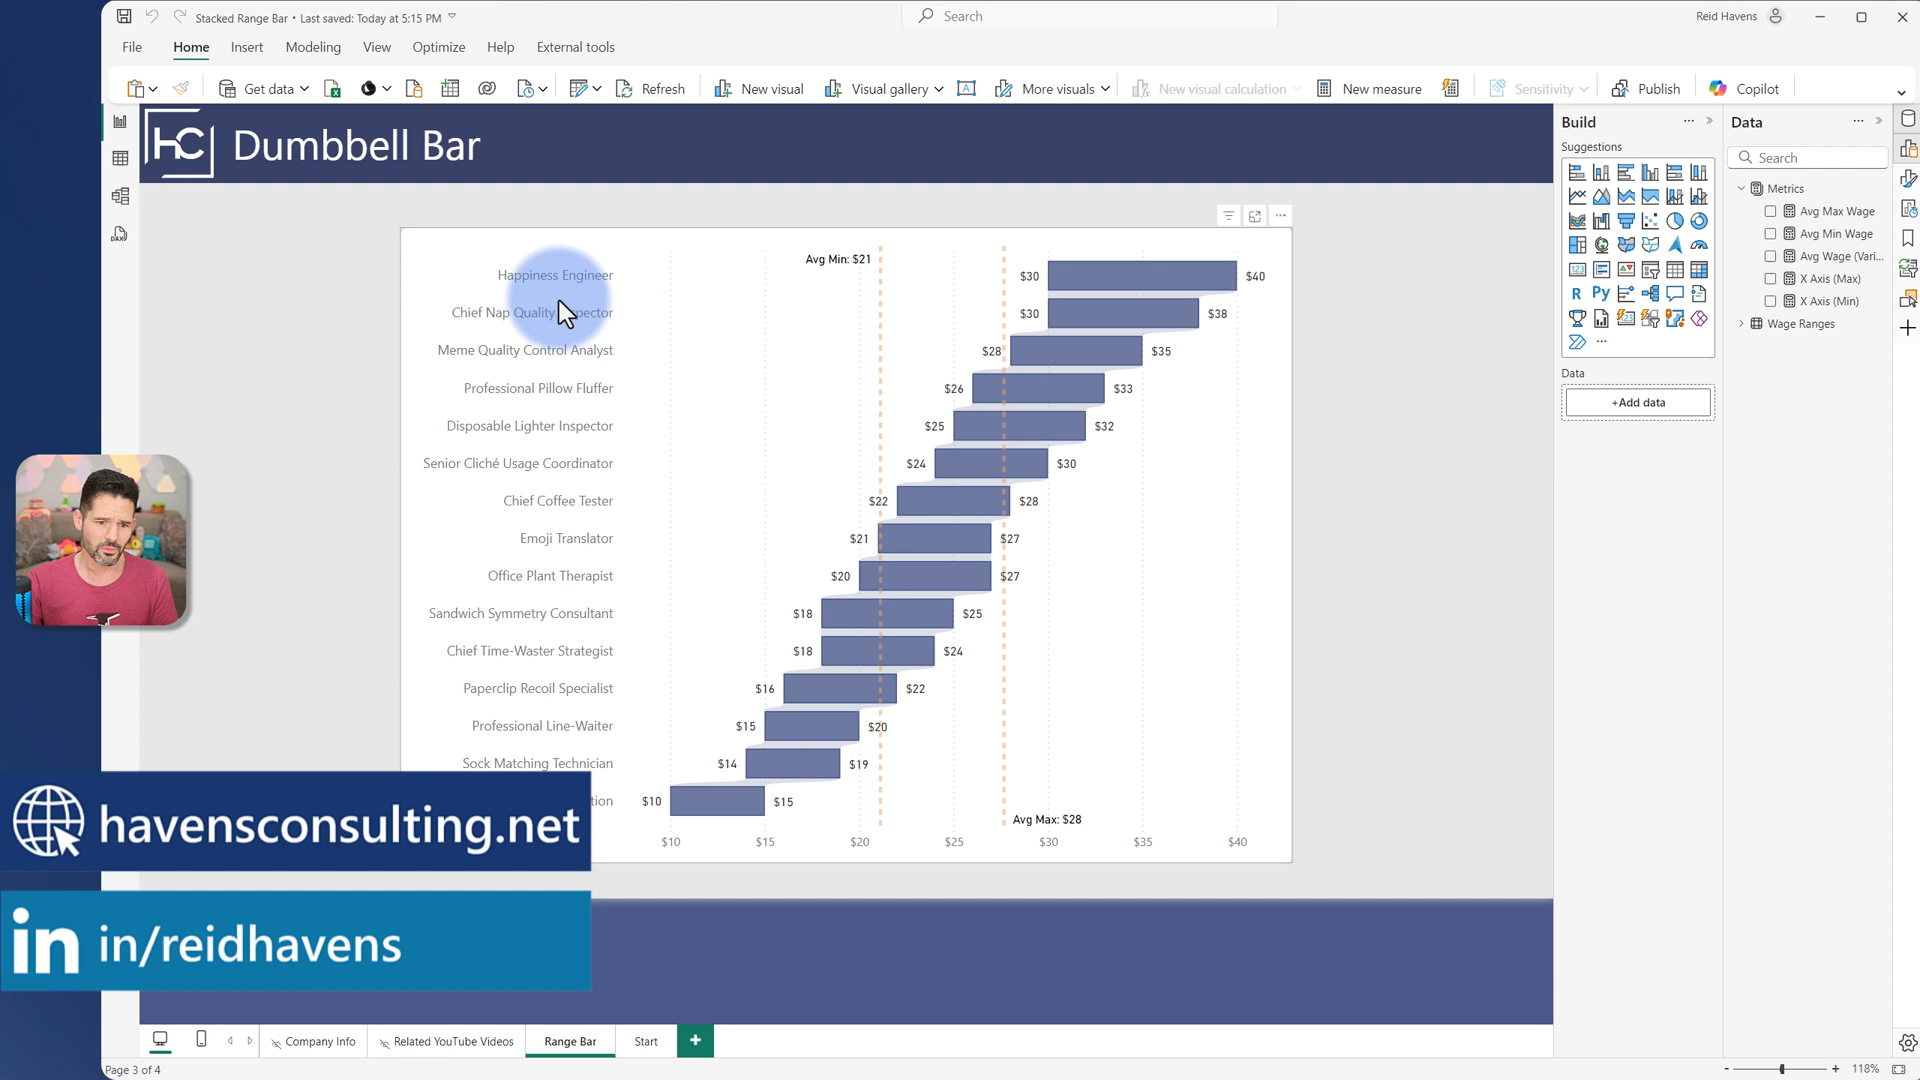 Stacked Range Bar • Last saved: Today at 5:15 PM
Search
Reid Havens
File Home Insert Modeling View Optimize Help External tools
Get data Refresh New visual Visual gallery More visuals New visual calculation New measure Sensitivity Publish Copilot
HC Dumbbell Bar
Avg Min: $21
Happiness Engineer $30 $40
Chief Nap Quality $30 $38
Meme Quality Control Analyst $28 $35
Professional Pillow Fluffer $26 $33
Disposable Lighter Inspector $25 $32
Senior Cliché Usage Coordinator $24 $30
Chief Coffee Tester $22 $28
Emoji Translator $21 $27
Office Plant Therapist $20 $27
Sandwich Symmetry Consultant $18 $25
Chief Time-Waster Strategist $18 $24
Paperclip Recoil Specialist $16 $22
Professional Line-Waiter $15 $20
Sock Matching Technician $14 $19
tion $10 $15
Avg Max: $28
$10 $15 $20 $25 $30 $35 $40
havensconsulting.net
in in/reidhavens
Build
Suggestions
R Py
Data
+Add data
Data
Search
Metrics
Avg Max Wage
Avg Min Wage
Avg Wage (Vari...
X Axis (Max)
X Axis (Min)
Wage Ranges
Company Info Related YouTube Videos Range Bar Start
Page 3 of 4
118%